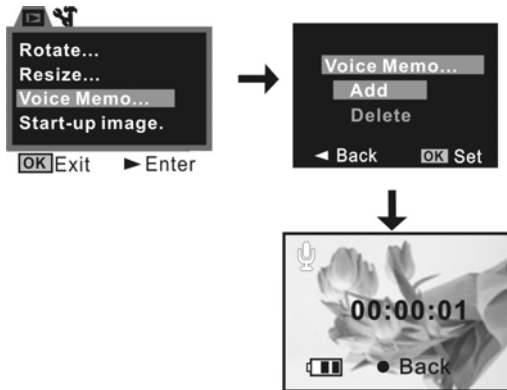 Rotate...
Resize...
Voice Memo...
Start-up image.
OK Exit ► Enter
Voice Memo...
Add
Delete
◄ Back OK Set
00:00:01
● Back